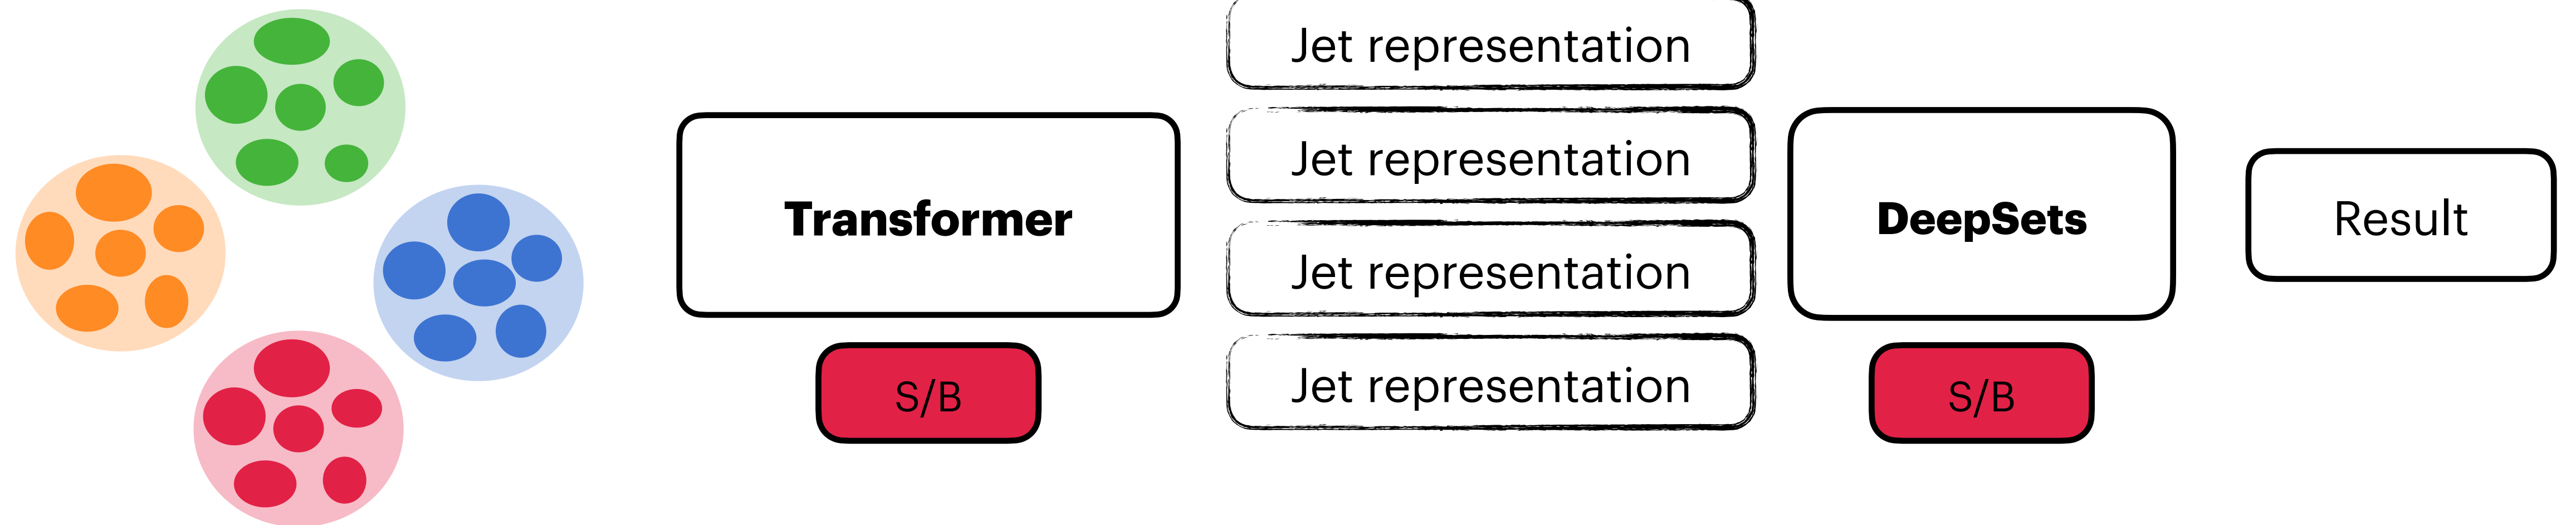 Transformer
S/B
Jet representation
Jet representation
Jet representation
Jet representation
DeepSets
S/B
Result